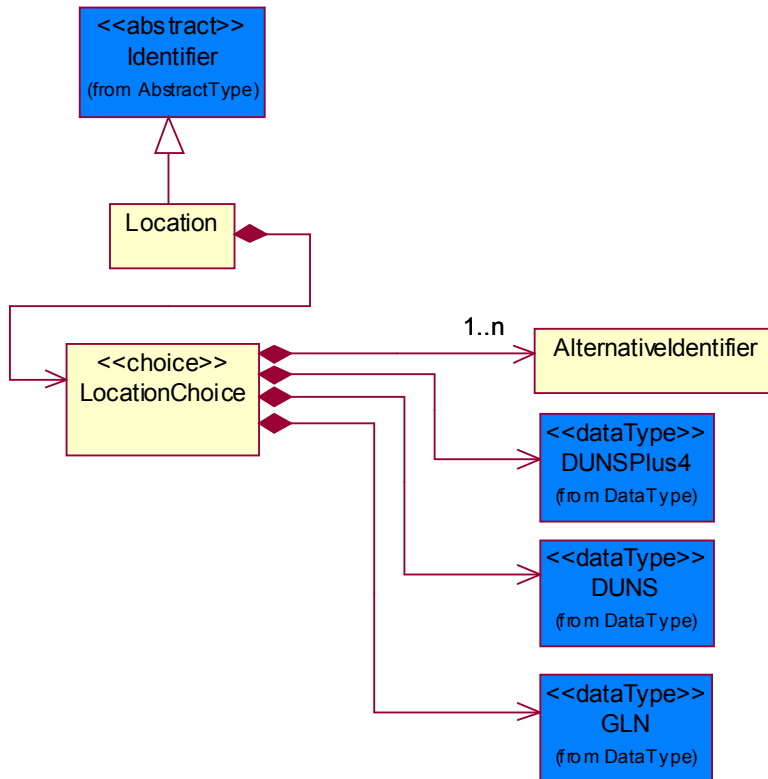 <<abstract>>
Identifier
(from AbstractType)
Location
1..n
<<choice>>
LocationChoice
AlternativeIdentifier
<<dataType>>
DUNSPlus4
(from DataType)
<<dataType>>
DUNS
(from DataType)
<<dataType>>
GLN
(from DataType)